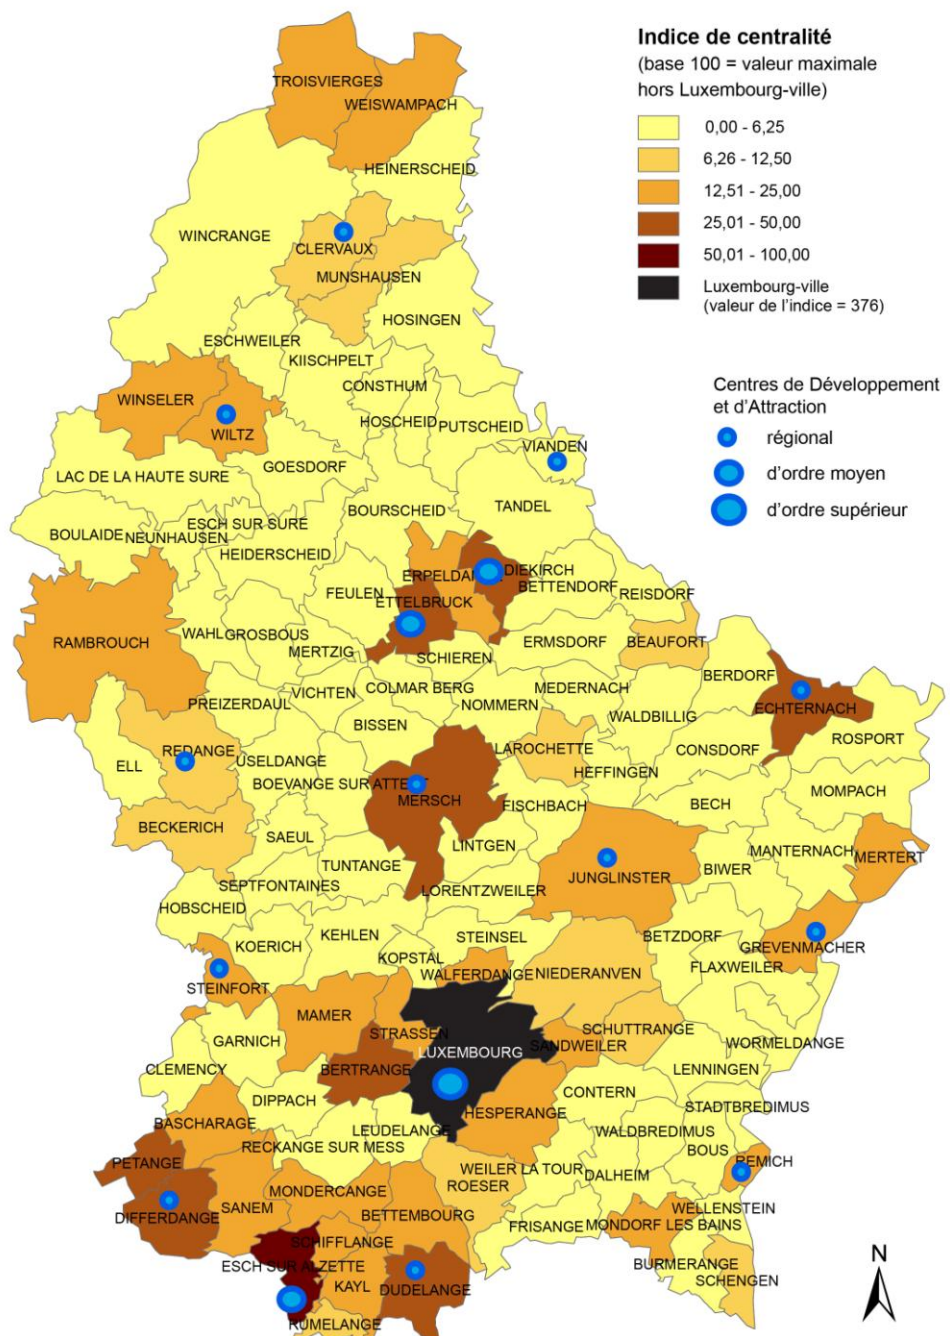 Indice de centralité
(base 100 = valeur maximale
hors Luxembourg-ville)
0,00 - 6,25
6,26 - 12,50
12,51 - 25,00
25,01 - 50,00
50,01 - 100,00
Luxembourg-ville
(valeur de l'indice = 376)
Centres de Développement
et d'Attraction
régional
d'ordre moyen
d'ordre supérieur
TROISVIERGES
WEISWAMPACH
HEINERSCHEID
WINCRANGE
CLERVAUX
MUNSHAUSEN
HOSINGEN
ESCHWEILER
KIISCHPELT
CONSTHUM
WINSELER
HOSCHEID
PUTSCHEID
WILTZ
VIANDEN
GOESDORF
LAC DE LA HAUTE SURE
TANDEL
BOURSCHEID
ESCH SUR SURE
BOULAIDE
NEUNHAUSEN
HEIDERSCHEID
DIEKIRCH
ERPELDA
BETTENDORF
FEULEN
REISDORF
ETTELBRUCK
RAMBROUCH
WAHL
GROSBOUS
ERMSDORF
BEAUFORT
MERTZIG
SCHIEREN
BERDORF
COLMAR BERG
MEDERNACH
VICHTEN
PREIZERDAUL
NOMMERN
ECHTERNACH
WALDBILLIG
BISSEN
ROSPORT
REDANGE
LAROCHETTE
CONSDORF
USELDANGE
ELL
HEFFINGEN
BOEVANGE SUR ATTERT
MOMPACH
MERSCH
FISCHBACH
BECH
BECKERICH
SAEUL
LINTGEN
MANTERNACH
MERTERT
TUNTANGE
BIWER
JUNGLINSTER
SEPTFONTAINES
LORENTZWEILER
HOBSCHEID
KEHLEN
STEINSEL
BETZDORF
KOERICH
GREVENMACHER
KOPSTAL
FLAXWEILER
WALFERDANGE
NIEDERANVEN
STEINFORT
MAMER
STRASSEN
SCHUTTRANGE
GARNICH
SANDWEILER
WORMELDANGE
LUXEMBOURG
CLEMENCY
BERTRANGE
LENNINGEN
CONTERN
DIPPACH
STADTBREDIMUS
HESPERANGE
BASCHARAGE
LEUDELANGE
WALDBREDIMUS
RECKANGE SUR MESS
BOUS
PETANGE
REMICH
WEILER LA TOUR
DALHEIM
ROESER
MONDERCANGE
WELLENSTEIN
SANEM
BETTEMBOURG
DIFFERDANGE
FRISANGE
MONDORF LES BAINS
SCHIFFLANGE
ESCH SUR ALZETTE
BURMERANGE
SCHENGEN
KAYL
DUDELANGE
RUMELANGE
N